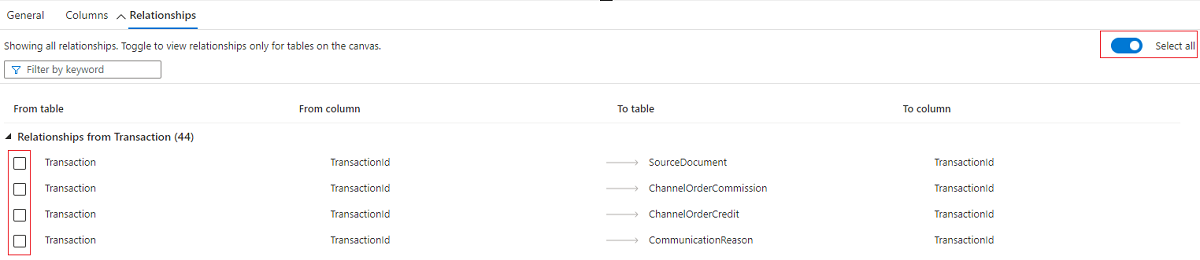 General Columns Relationships
Showing all relationships. Toggle to view relationships only for tables on the canvas.
Select all
Filter by keyword
From table From column To table To column
Relationships from Transaction (44)
Transaction TransactionId SourceDocument TransactionId
Transaction TransactionId ChannelOrderCommission TransactionId
Transaction TransactionId ChannelOrderCredit TransactionId
Transaction TransactionId CommunicationReason TransactionId